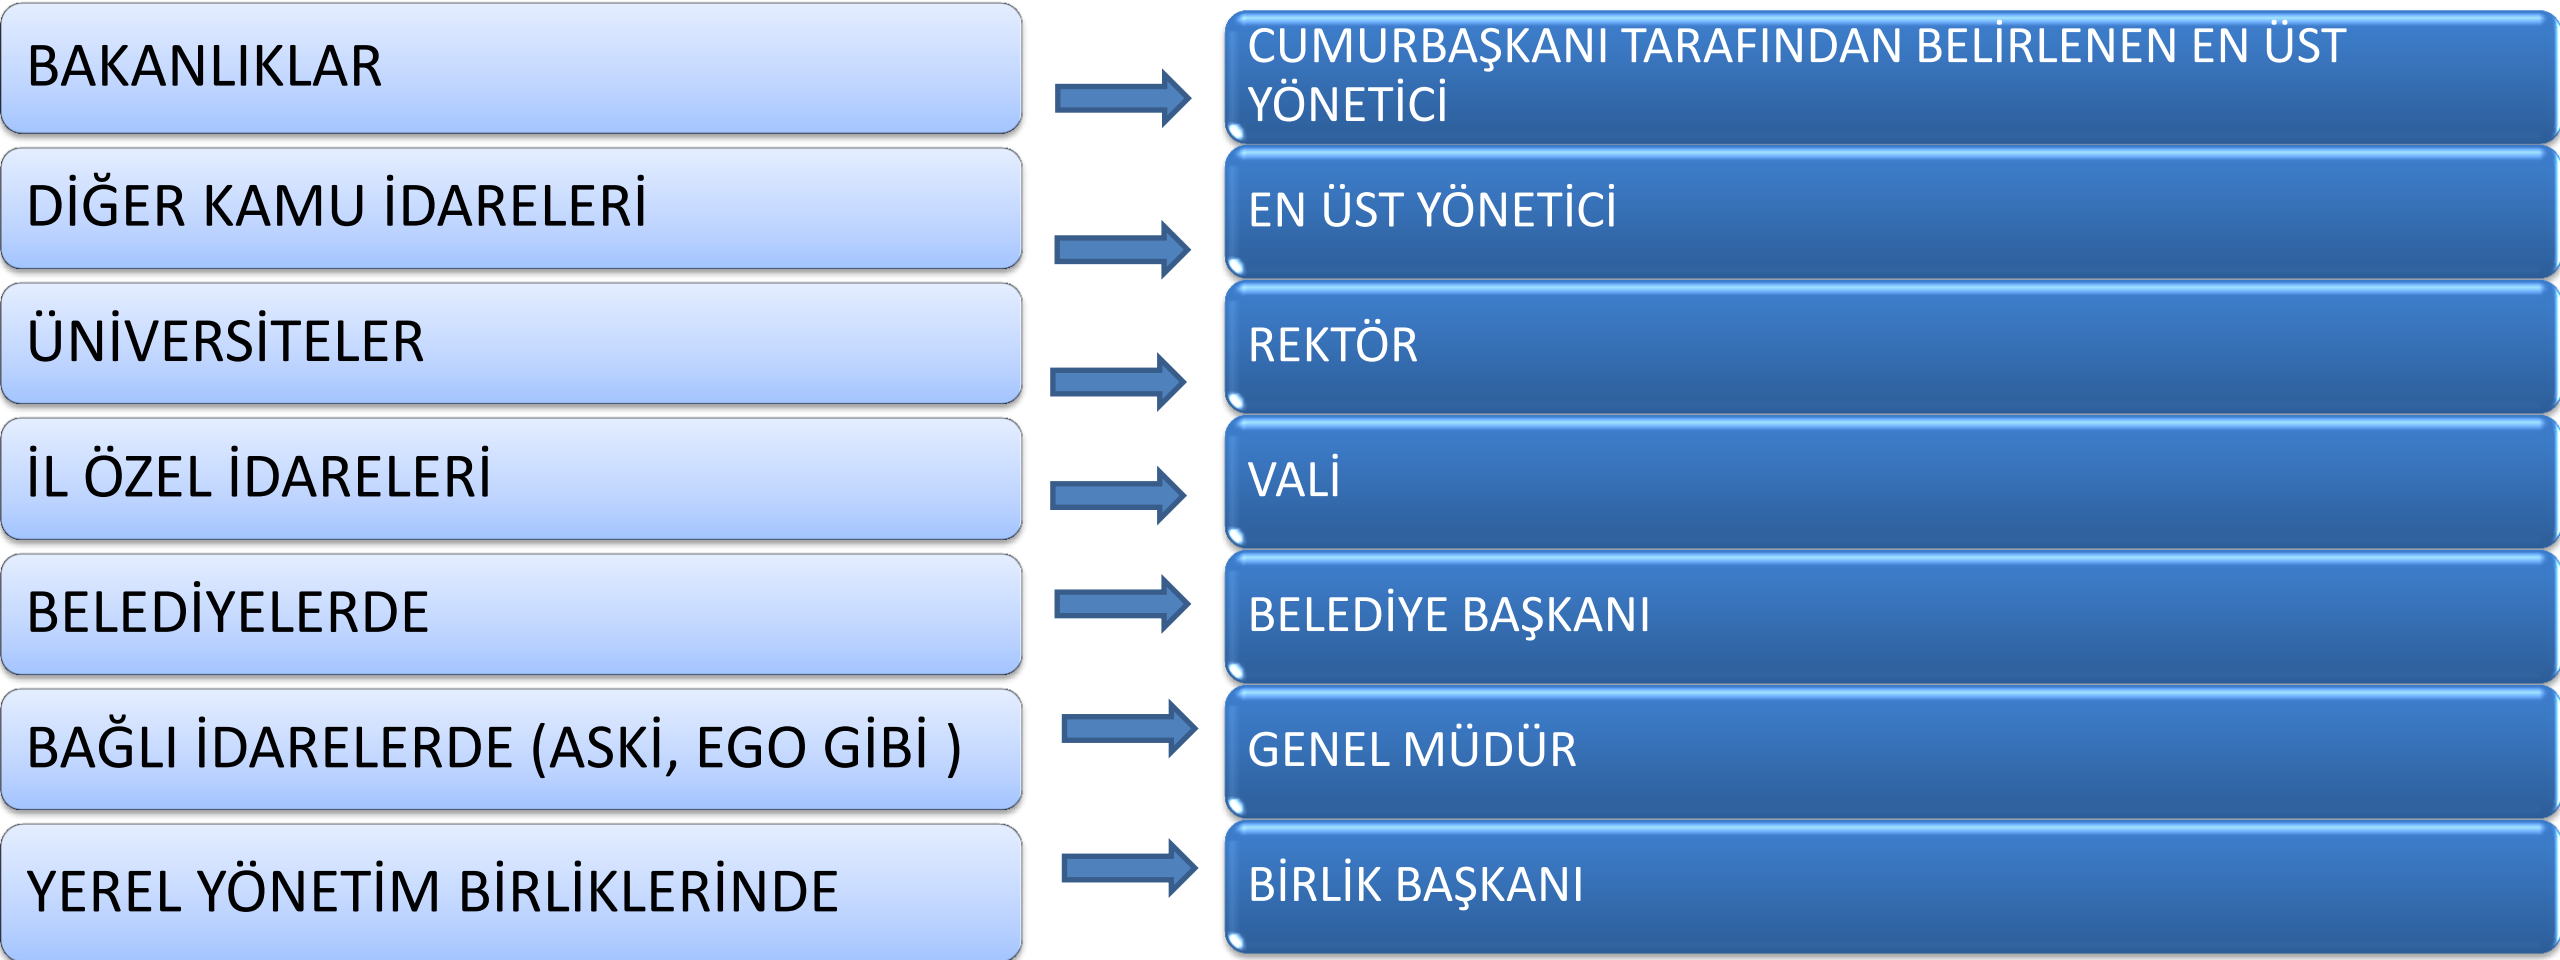 BAKANLIKLAR
CUMURBAŞKANI TARAFINDAN BELİRLENEN EN ÜST
YÖNETİCİ
DİĞER KAMU İDARELERİ
EN ÜST YÖNETİCİ
ÜNİVERSİTELER
REKTÖR
İL ÖZEL İDARELERİ
VALİ
BELEDİYELERDE
BELEDİYE BAŞKANI
BAĞLI İDARELERDE (ASKİ, EGO GİBİ )
GENEL MÜDÜR
YEREL YÖNETİM BİRLİKLERİNDE
BİRLİK BAŞKANI